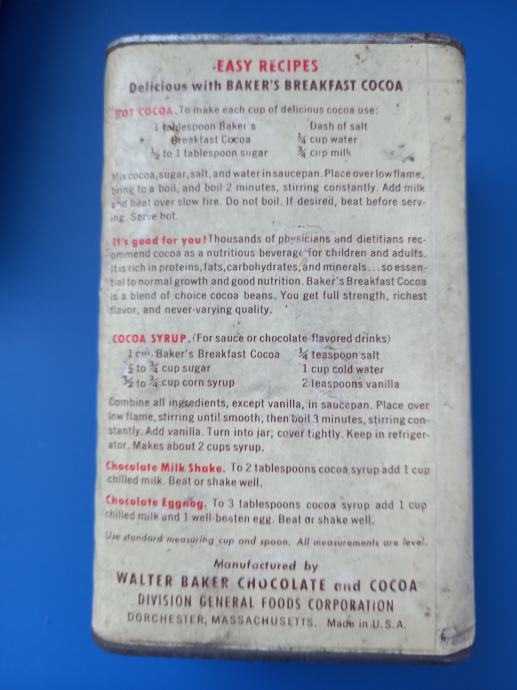 EASY RECIPES
Delicious with BAKER'S BREAKFAST COCOA
HOT COCOA. To make each cup of delicious cocoa use:
1 tablespoon Baker's Dash of salt
Breakfast Cocoa ¼ cup water
½ to 1 tablespoon sugar ¾ cup milk
Mix cocoa, sugar, salt, and water in saucepan. Place over low flame,
bring to a boil, and boil 2 minutes, stirring constantly. Add milk
and heat over slow fire. Do not boil. If desired, beat before serv-
ing. Serve hot.
It's good for you! Thousands of physicians and dietitians rec-
ommend cocoa as a nutritious beverage for children and adults.
It is rich in proteins, fats, carbohydrates, and minerals...so essen-
tial to normal growth and good nutrition. Baker's Breakfast Cocoa
is a blend of choice cocoa beans. You get full strength, richest
flavor, and never-varying quality.
COCOA SYRUP. (For sauce or chocolate-flavored drinks)
1 cup Baker's Breakfast Cocoa ¼ teaspoon salt
to ¾ cup sugar 1 cup cold water
to ¾ cup corn syrup 2 teaspoons vanilla
Combine all ingredients, except vanilla, in saucepan. Place over
low flame, stirring until smooth; then boil 3 minutes, stirring con-
stantly. Add vanilla. Turn into jar; cover tightly. Keep in refriger-
ator. Makes about 2 cups syrup.
Chocolate Milk Shake. To 2 tablespoons cocoa syrup add 1 cup
chilled milk. Beat or shake well.
Chocolate Eggnog. To 3 tablespoons cocoa syrup add 1 cup
chilled milk and 1 well-beaten egg. Beat or shake well.
Use standard measuring cup and spoon. All measurements are level.
Manufactured by
WALTER BAKER CHOCOLATE and COCOA
DIVISION GENERAL FOODS CORPORATION
DORCHESTER, MASSACHUSETTS. Made in U.S.A.